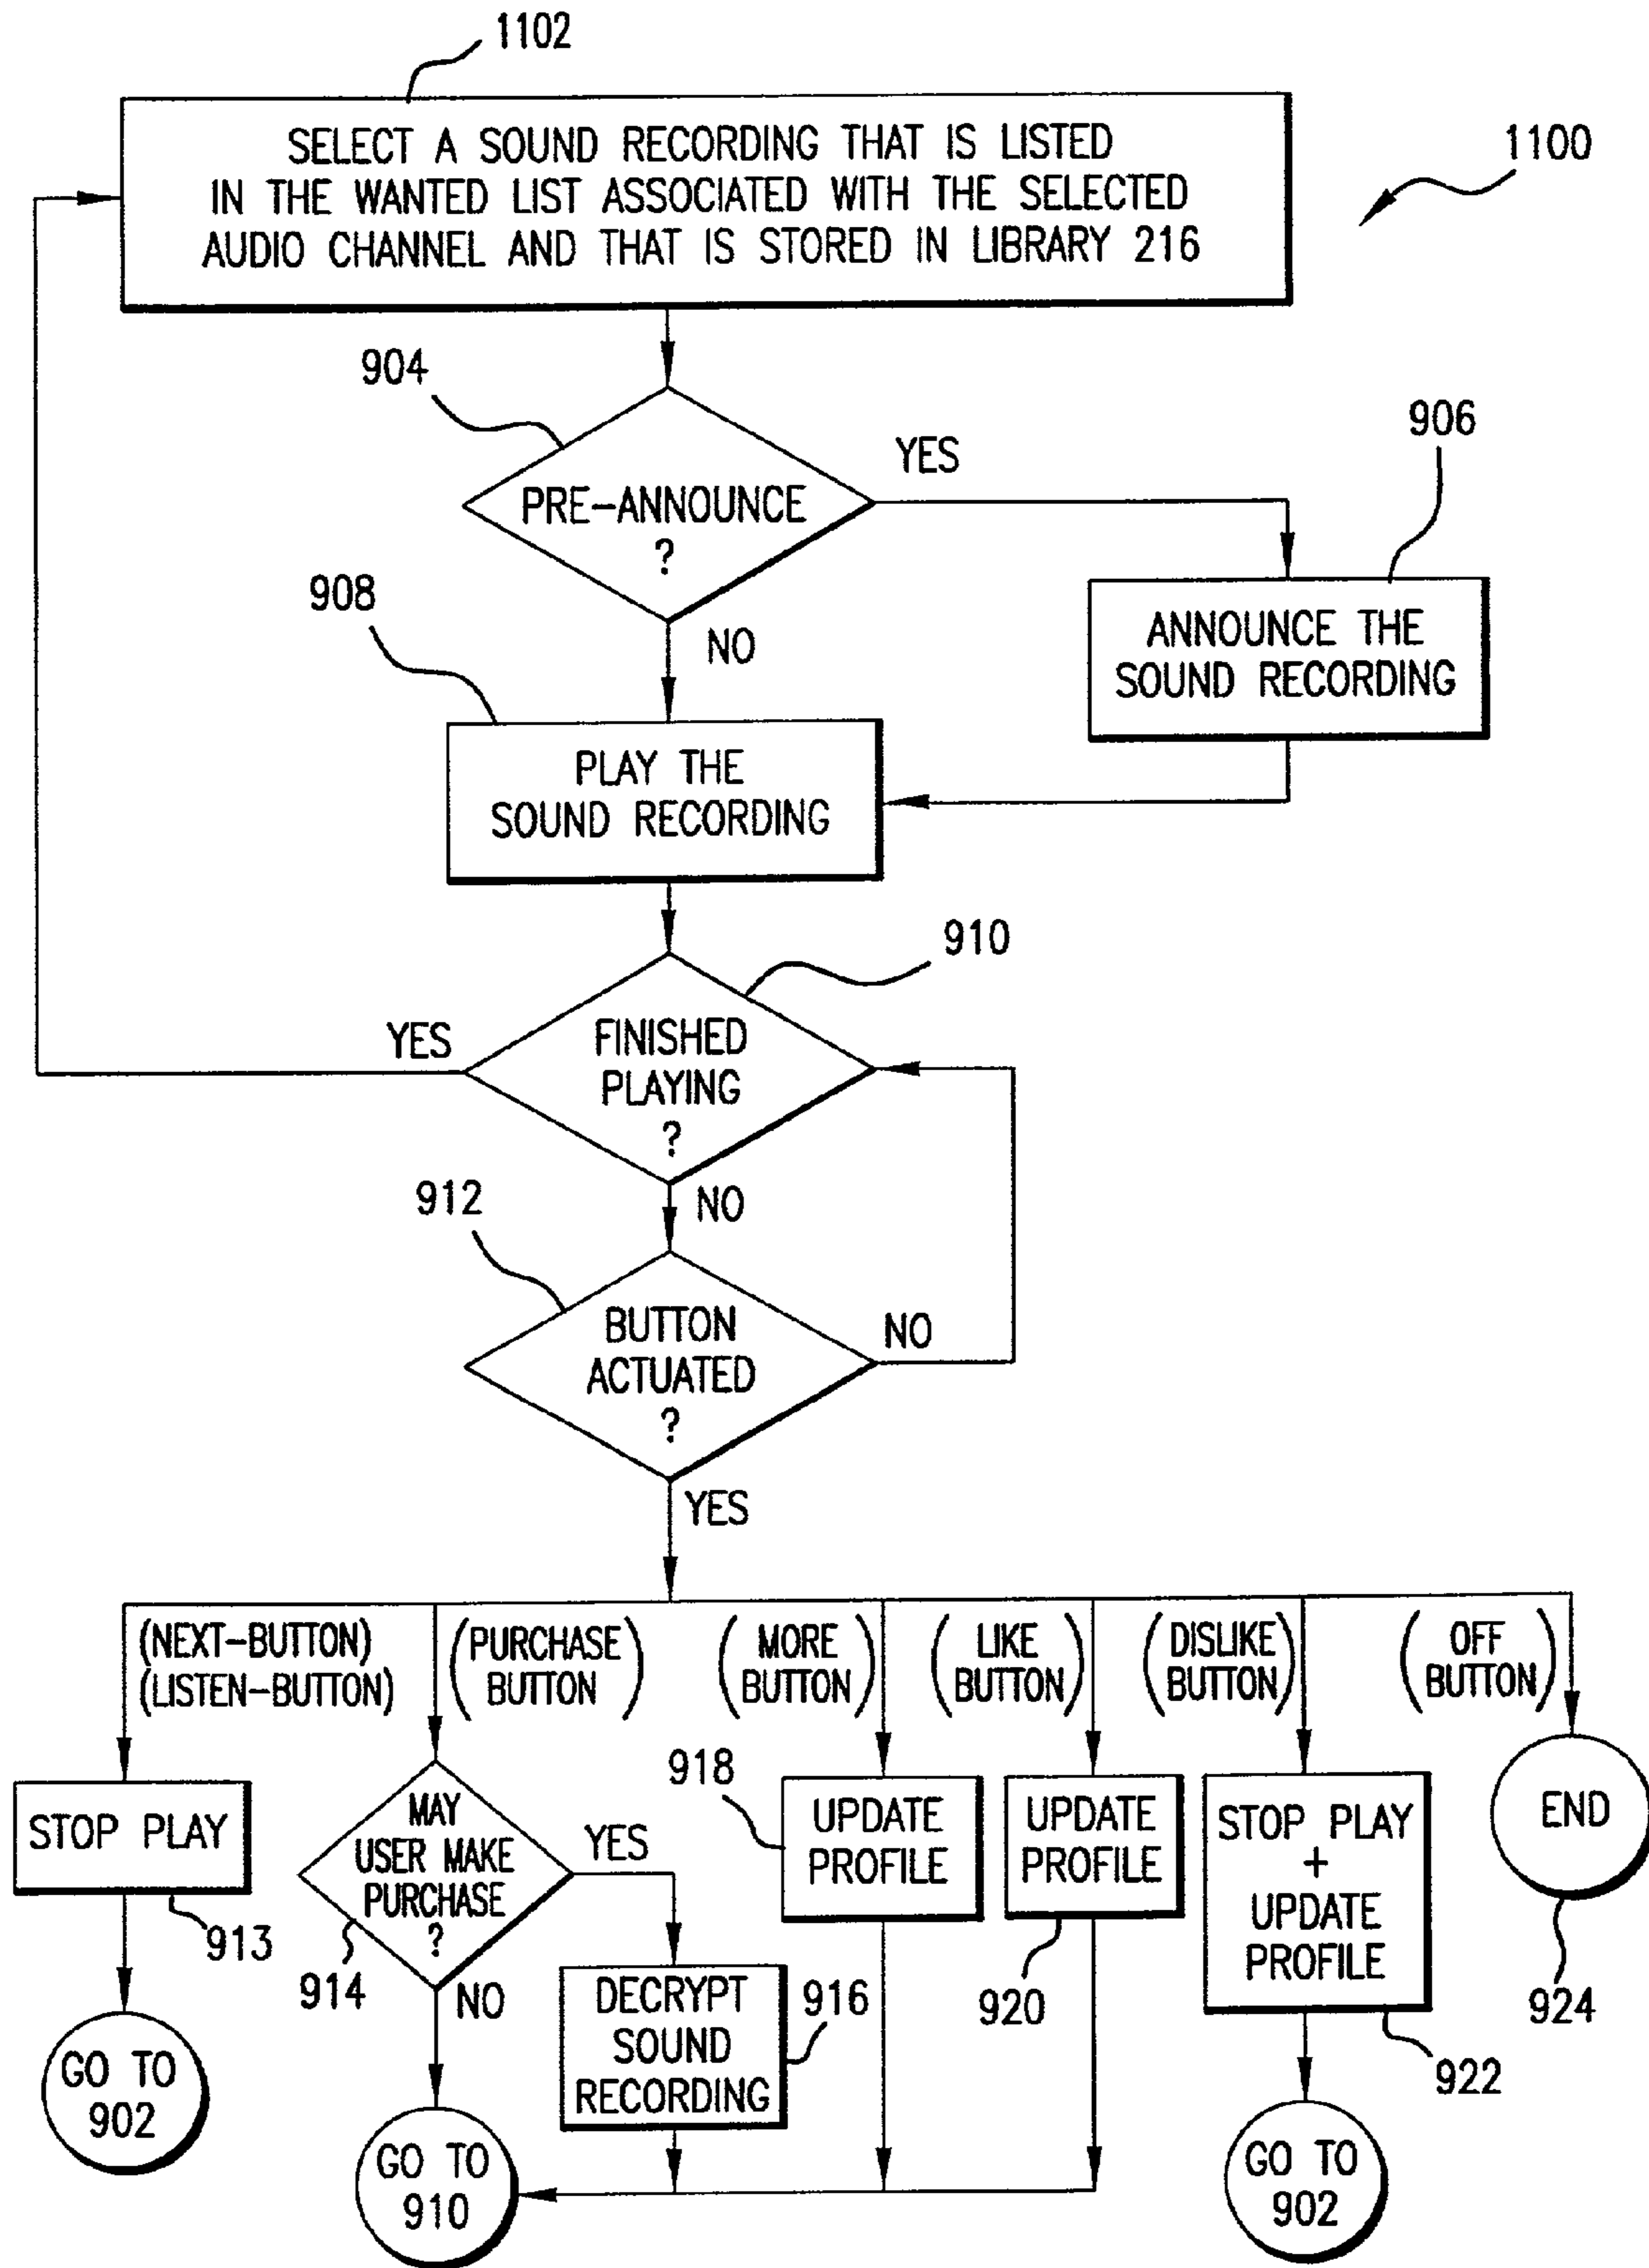 1102
SELECT A SOUND RECORDING THAT IS LISTED
IN THE WANTED LIST ASSOCIATED WITH THE SELECTED
AUDIO CHANNEL AND THAT IS STORED IN LIBRARY 216
1100
904
PRE-ANNOUNCE
?
YES
NO
906
ANNOUNCE THE
SOUND RECORDING
908
PLAY THE
SOUND RECORDING
910
FINISHED
PLAYING
?
YES
NO
912
BUTTON
ACTUATED
?
NO
YES
(NEXT-BUTTON)
(LISTEN-BUTTON)
(PURCHASE
BUTTON)
(MORE
BUTTON)
(LIKE
BUTTON)
(DISLIKE
BUTTON)
(OFF
BUTTON)
STOP PLAY
913
GO TO
902
MAY
USER MAKE
PURCHASE
?
914
YES
NO
DECRYPT
SOUND
RECORDING
916
GO TO
910
918
UPDATE
PROFILE
UPDATE
PROFILE
920
STOP PLAY
+
UPDATE
PROFILE
922
GO TO
902
END
924